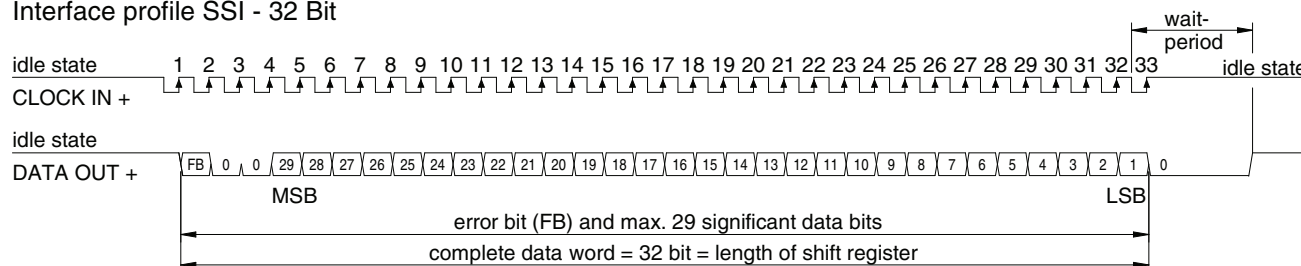 Interface profile SSI - 32 Bit
wait-
period
idle state 1 2 3 4 5 6 7 8 9 10 11 12 13 14 15 16 17 18 19 20 21 22 23 24 25 26 27 28 29 30 31 32 33 idle state
CLOCK IN +
idle state
DATA OUT + FB 0 0 29 28 27 26 25 24 23 22 21 20 19 18 17 16 15 14 13 12 11 10 9 8 7 6 5 4 3 2 1 0
MSB LSB
error bit (FB) and max. 29 significant data bits
complete data word = 32 bit = length of shift register